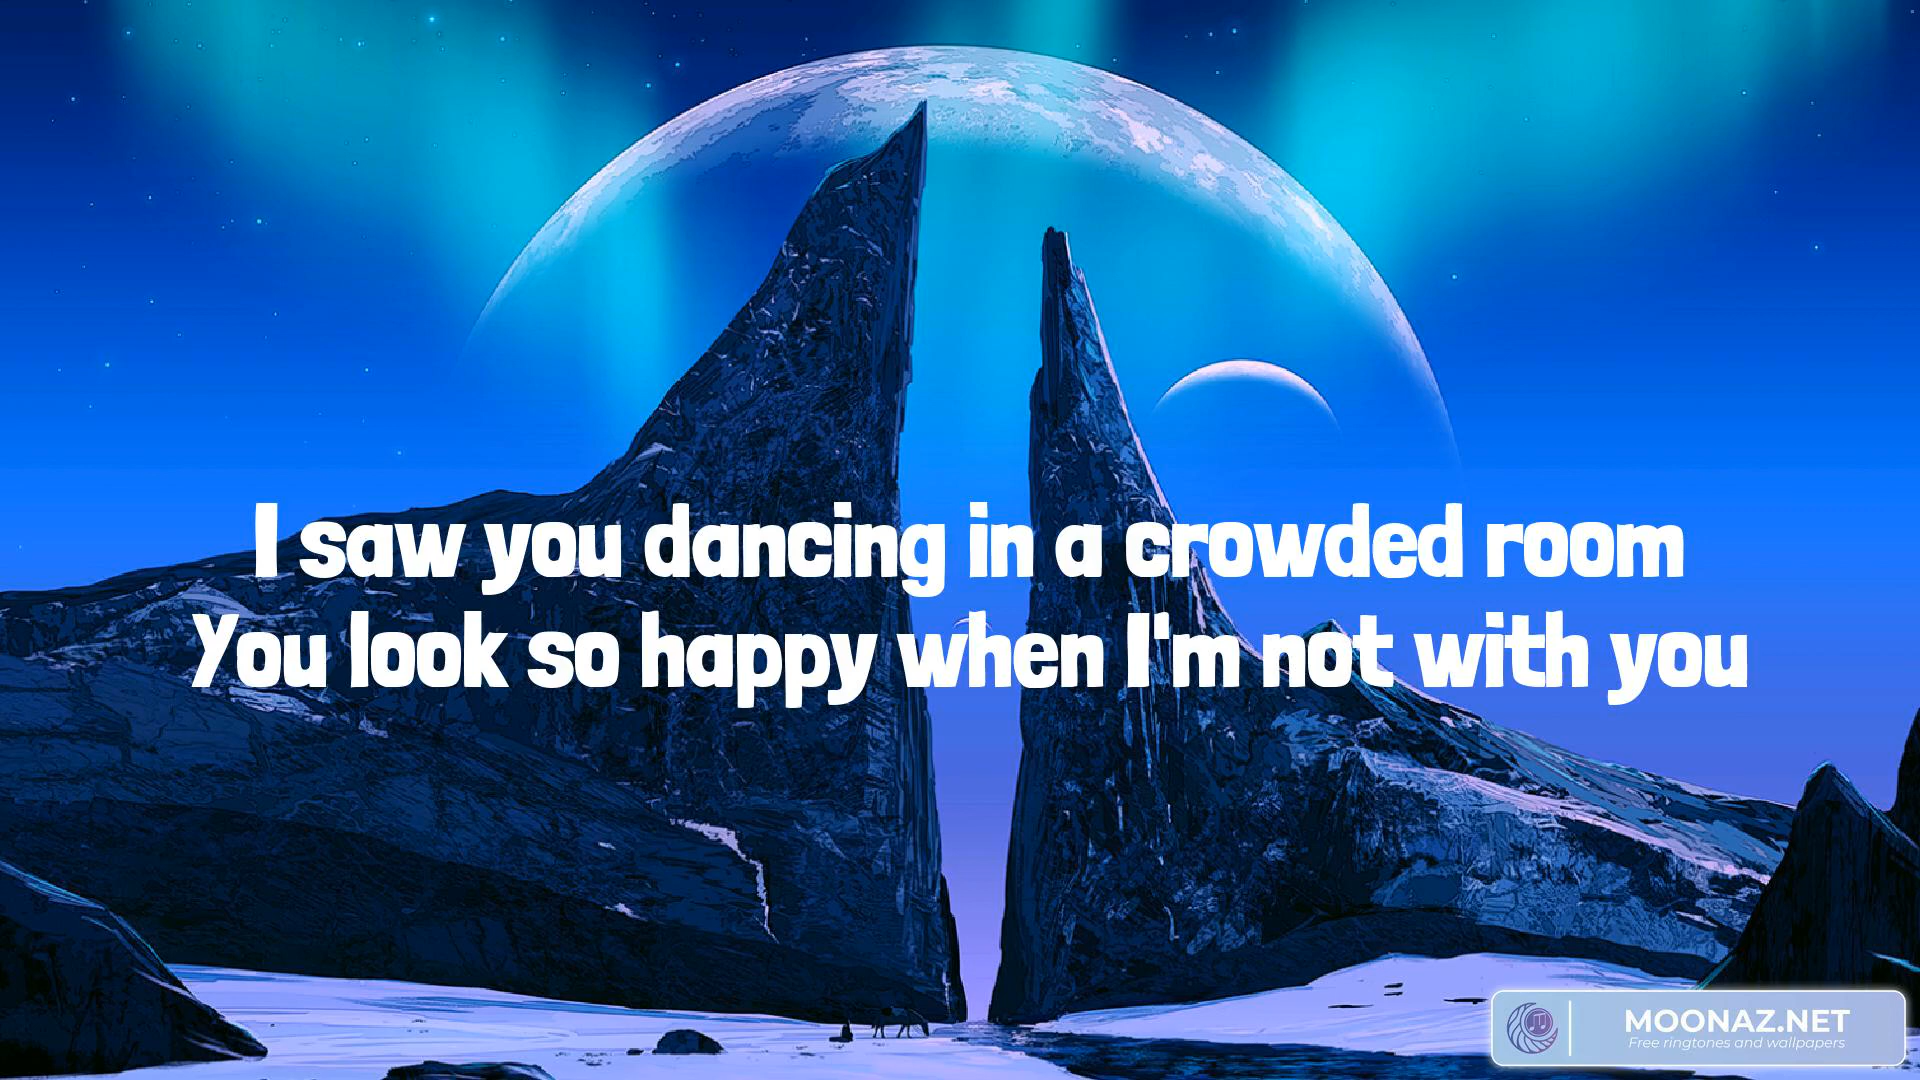 I saw you dancing in a crowded room
You look so happy when I'm not with you
MOONAZ.NET
Free ringtones and wallpapers